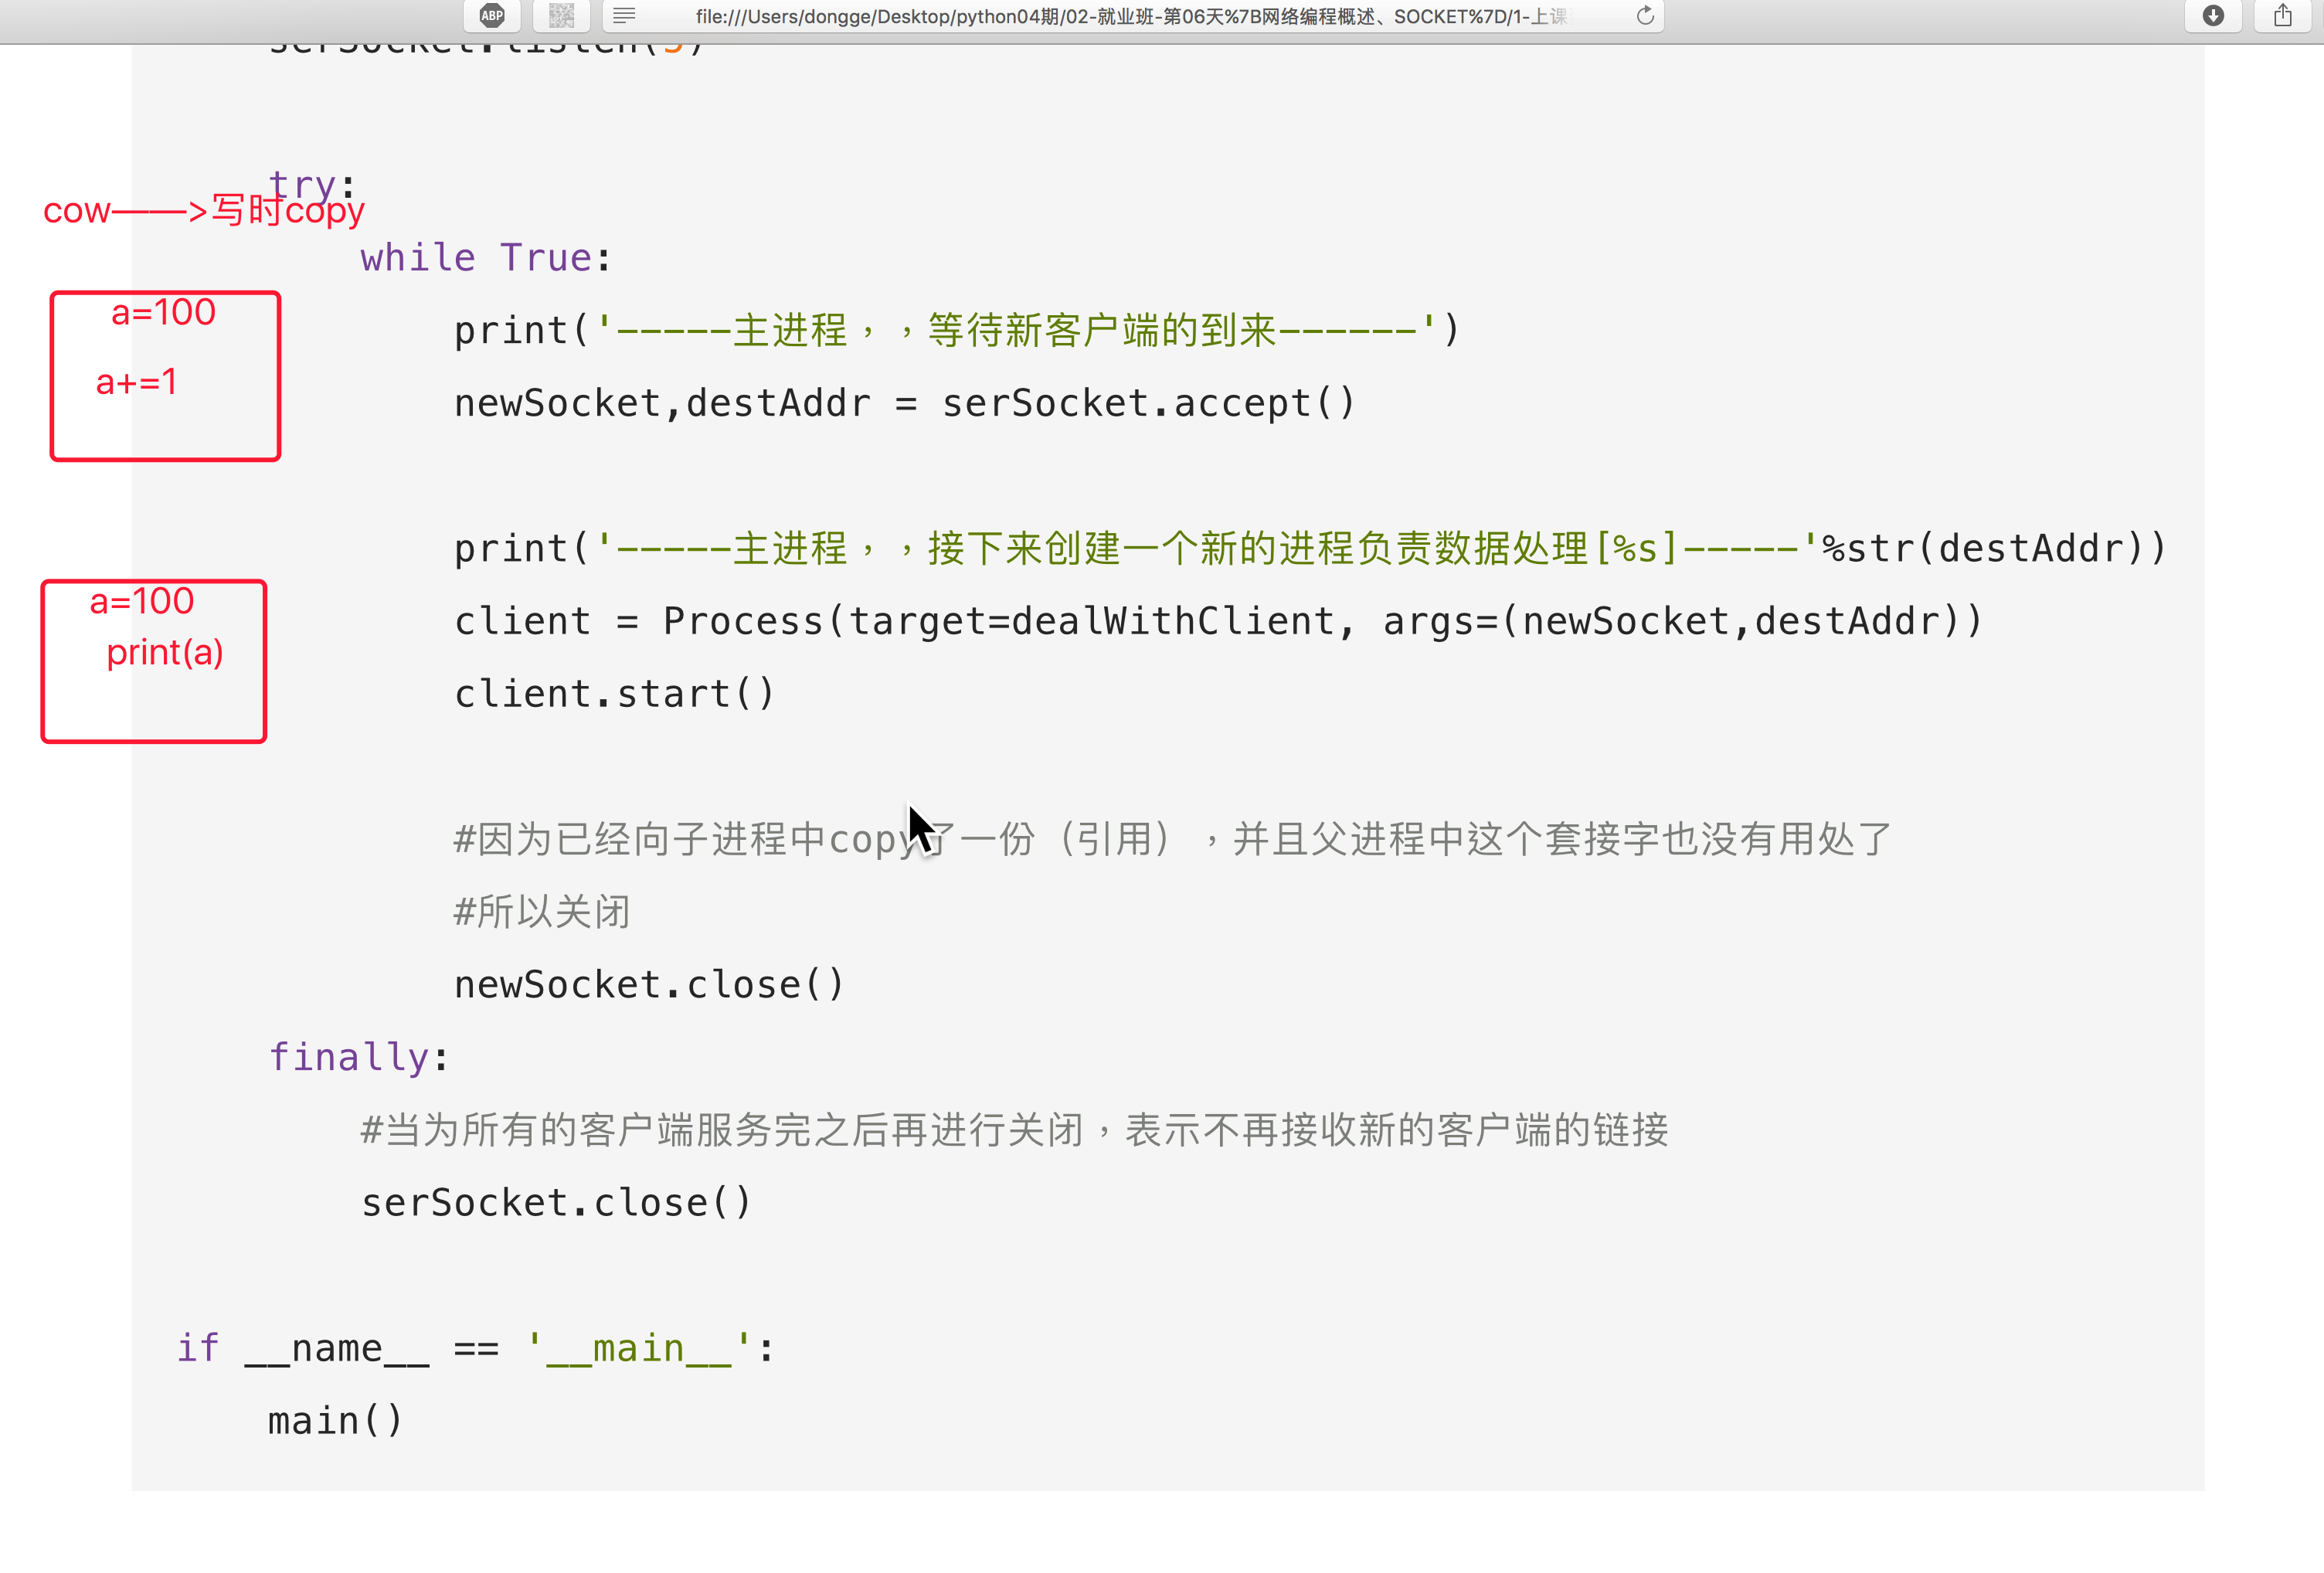 ABP
file:///Users/dongge/Desktop/python04期/02-就业班-第06天%7B网络编程概述、SOCKET%7D/1-上课
serSocket.listen(5)
try:
cow——>写时copy
while True:
a=100
print('-----主进程,,等待新客户端的到来------')
a+=1
newSocket,destAddr = serSocket.accept()
print('-----主进程,,接下来创建一个新的进程负责数据处理[%s]-----'%str(destAddr))
a=100
client = Process(target=dealWithClient, args=(newSocket,destAddr))
print(a)
client.start()
#因为已经向子进程中copy了一份（引用）,并且父进程中这个套接字也没有用处了
#所以关闭
newSocket.close()
finally:
#当为所有的客户端服务完之后再进行关闭,表示不再接收新的客户端的链接
serSocket.close()
if __name__ == '__main__':
main()